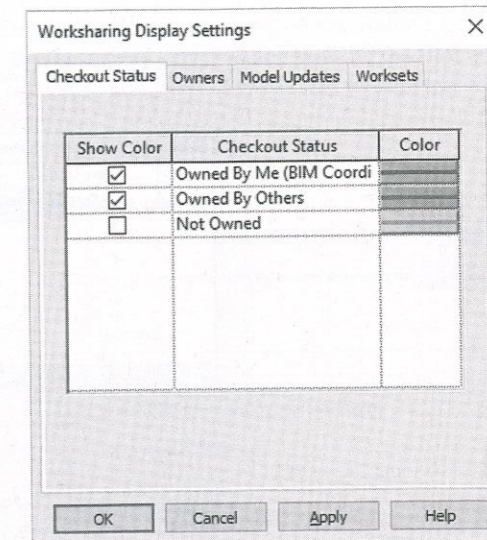 Worksharing Display Settings
Checkout Status Owners Model Updates Worksets
Show Color Checkout Status Color
Owned By Me (BIM Coordi
Owned By Others
Not Owned
OK Cancel Apply Help